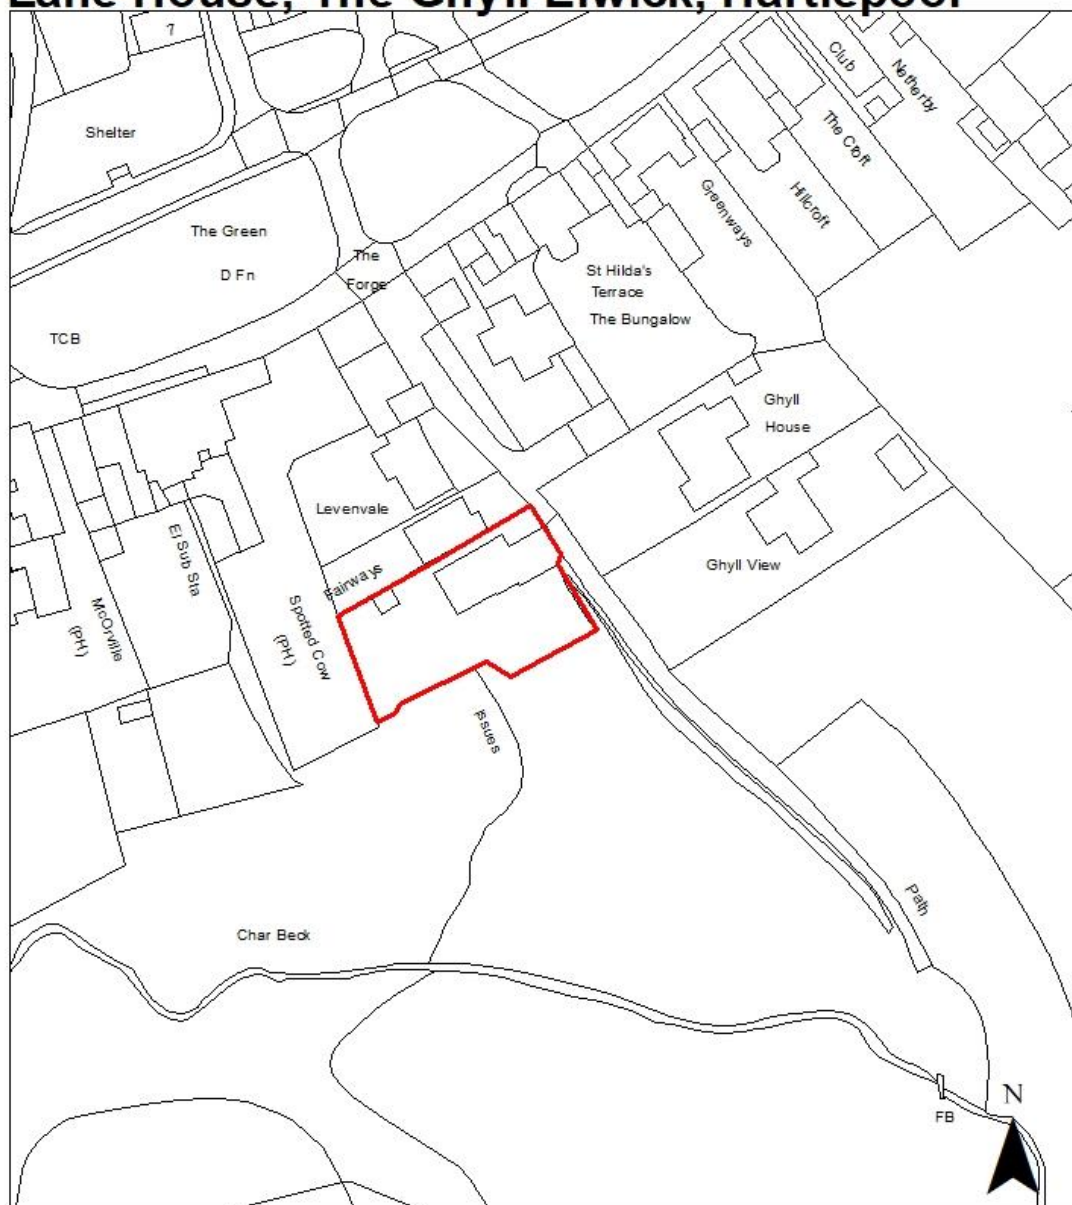 Lane House, The Ghyll Elwick, Hartlepool
7
Club
Netherby
Shelter
The Croft
Hillcroft
Greenways
The Green
D Fn
The
Forge
St Hilda's
Terrace
The Bungalow
TCB
Ghyll
House
Levenvale
El Sub Sta
Fairways
Ghyll View
McOrville
(PH)
Spotted Cow
(PH)
Issues
Path
Char Beck
N
FB